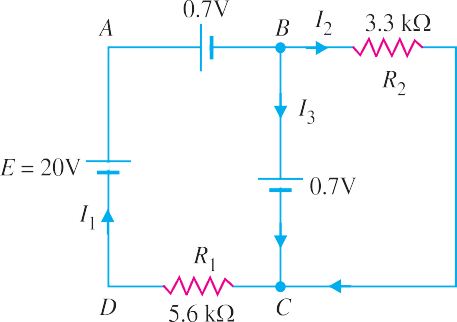 0.7V
A
B
I2
3.3 kΩ
R2
I3
E = 20V
0.7V
I1
R1
D
5.6 kΩ
C